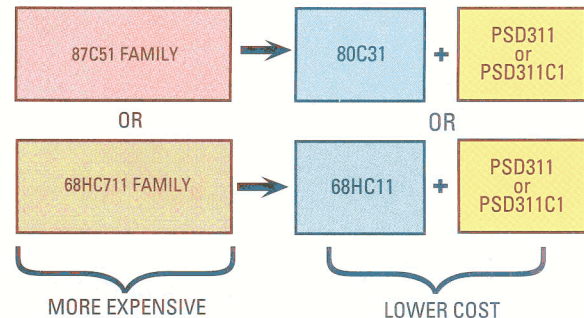 87C51 FAMILY
80C31
+
PSD311
or
PSD311C1
OR
OR
68HC711 FAMILY
68HC11
+
PSD311
or
PSD311C1
MORE EXPENSIVE
LOWER COST